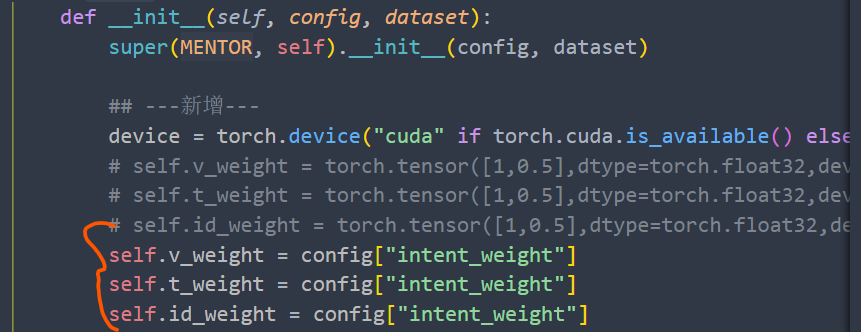 def __init__(self, config, dataset):
super(MENTOR, self).__init__(config, dataset)
## ---新增---
device = torch.device("cuda" if torch.cuda.is_available() else
# self.v_weight = torch.tensor([1,0.5],dtype=torch.float32,dev
# self.t_weight = torch.tensor([1,0.5],dtype=torch.float32,dev
# self.id_weight = torch.tensor([1,0.5],dtype=torch.float32,de
self.v_weight = config["intent_weight"]
self.t_weight = config["intent_weight"]
self.id_weight = config["intent_weight"]